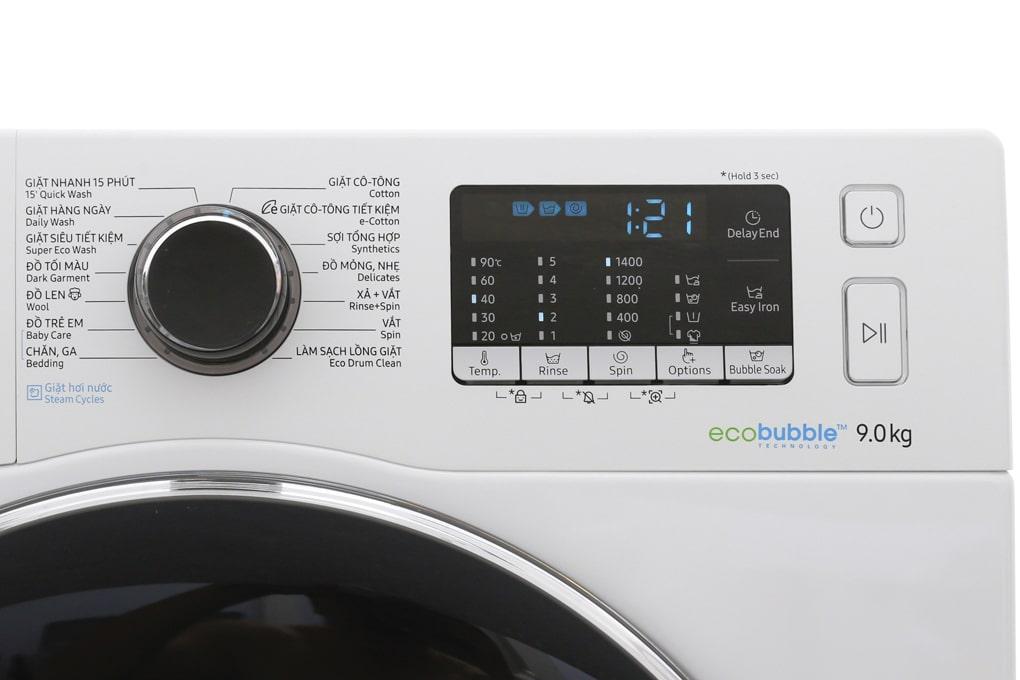 GIẶT NHANH 15 PHÚT
15' Quick Wash
GIẶT HÀNG NGÀY
Daily Wash
GIẶT SIÊU TIẾT KIỆM
Super Eco Wash
ĐỒ TỐI MÀU
Dark Garment
ĐỒ LEN
Wool
ĐỒ TRẺ EM
Baby Care
CHĂN, GA
Bedding
Giặt hơi nước
Steam Cycles
GIẶT CÔ-TÔNG
Cotton
GIẶT CÔ-TÔNG TIẾT KIỆM
e-Cotton
SỢI TỔNG HỢP
Synthetics
ĐỒ MỎNG, NHẸ
Delicates
XẢ + VẮT
Rinse+Spin
VẮT
Spin
LÀM SẠCH LỒNG GIẶT
Eco Drum Clean
*(Hold 3 sec)
1:21
Delay End
90℃ 5 1400
60 4 1200
40 3 800
30 2 400
20 1
Easy Iron
Temp. Rinse Spin Options Bubble Soak
ecobubble™ 9.0 kg
TECHNOLOGY